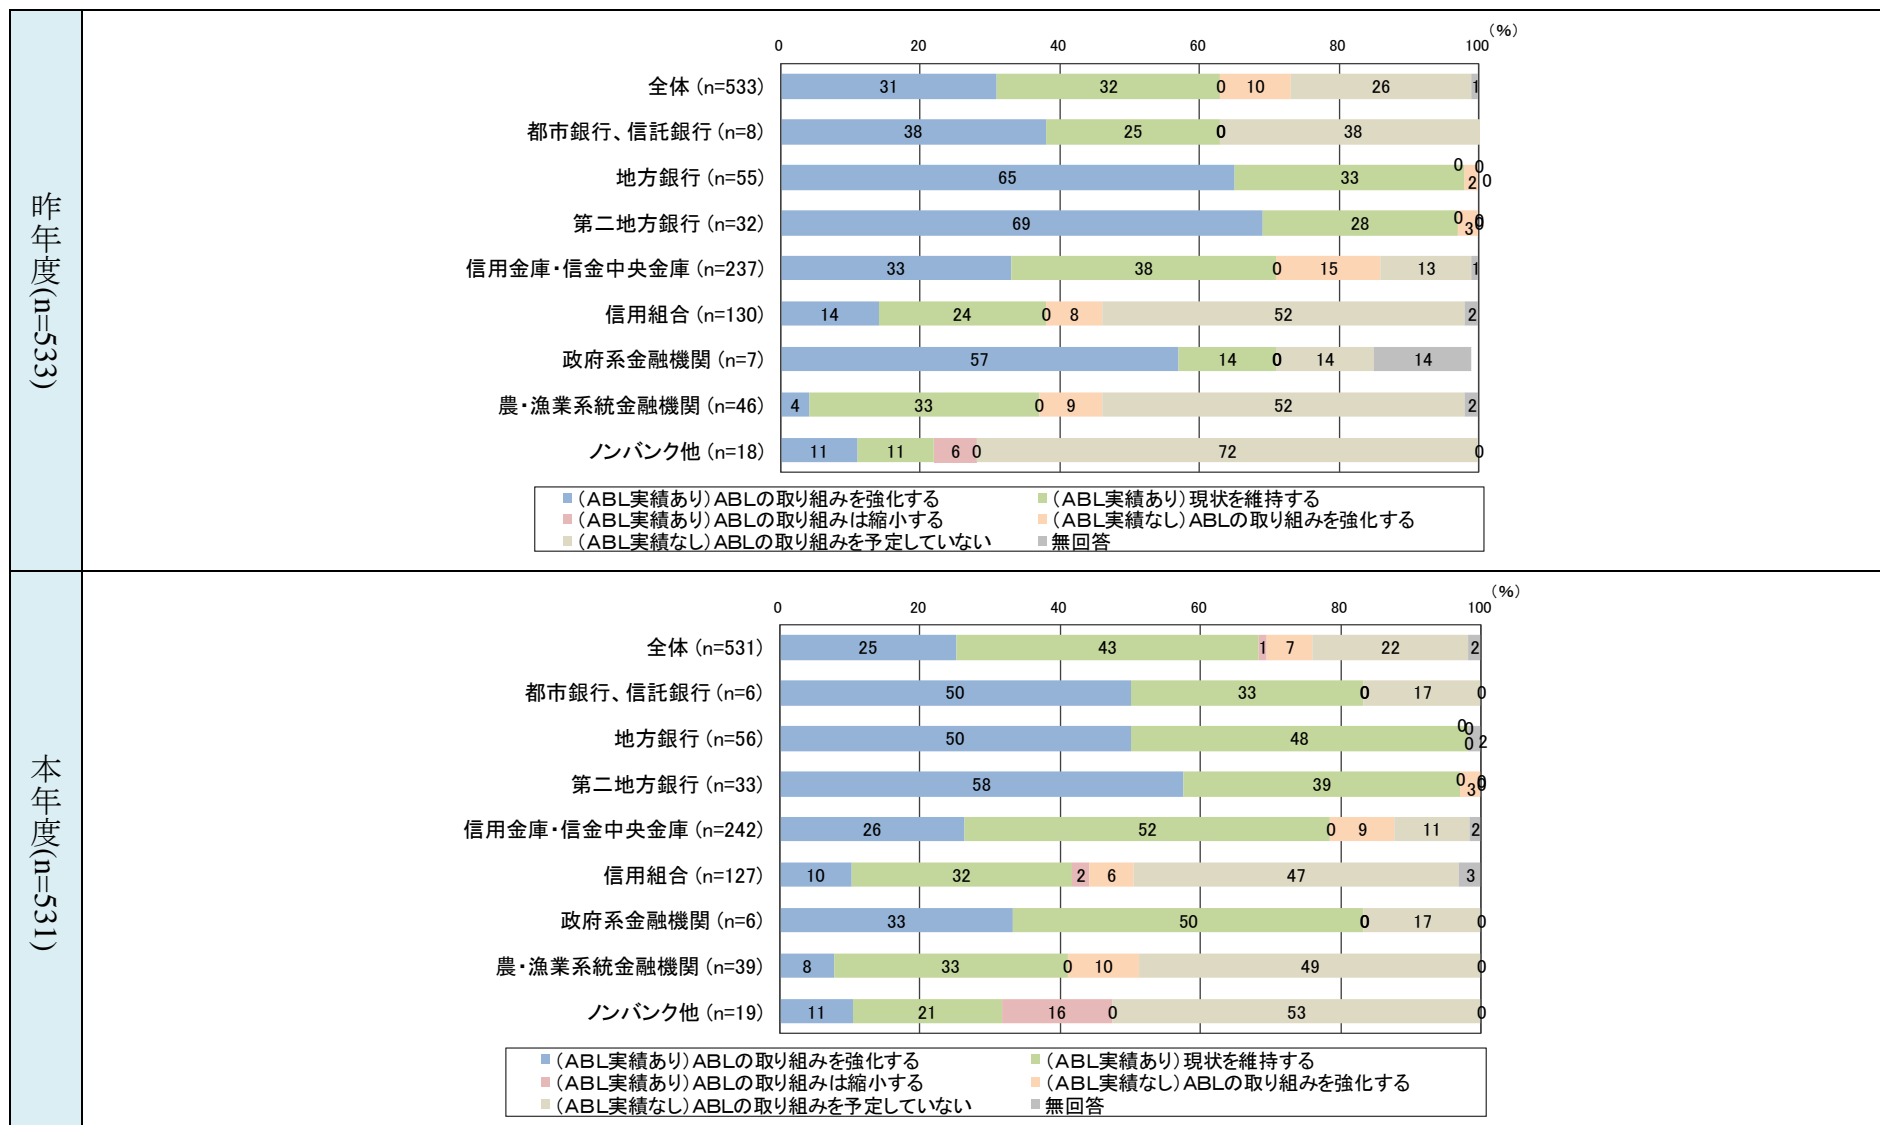 昨年度(n=533)
(%)
0 20 40 60 80 100
全体 (n=533) 31 32 0 10 26 1
都市銀行、信託銀行 (n=8) 38 25 0 38
地方銀行 (n=55) 65 33 0 2 0 0
第二地方銀行 (n=32) 69 28 0 3 0 0
信用金庫・信金中央金庫 (n=237) 33 38 0 15 13 1
信用組合 (n=130) 14 24 0 8 52 2
政府系金融機関 (n=7) 57 14 0 14 14
農・漁業系統金融機関 (n=46) 4 33 0 9 52 2
ノンバンク他 (n=18) 11 11 6 0 72 0
(ABL実績あり)ABLの取り組みを強化する (ABL実績あり)現状を維持する
(ABL実績あり)ABLの取り組みは縮小する (ABL実績なし)ABLの取り組みを強化する
(ABL実績なし)ABLの取り組みを予定していない 無回答
本年度(n=531)
(%)
0 20 40 60 80 100
全体 (n=531) 25 43 1 7 22 2
都市銀行、信託銀行 (n=6) 50 33 0 17 0
地方銀行 (n=56) 50 48 0 0 0 2
第二地方銀行 (n=33) 58 39 0 3 0 0
信用金庫・信金中央金庫 (n=242) 26 52 0 9 11 2
信用組合 (n=127) 10 32 2 6 47 3
政府系金融機関 (n=6) 33 50 0 17 0
農・漁業系統金融機関 (n=39) 8 33 0 10 49 0
ノンバンク他 (n=19) 11 21 16 0 53 0
(ABL実績あり)ABLの取り組みを強化する (ABL実績あり)現状を維持する
(ABL実績あり)ABLの取り組みは縮小する (ABL実績なし)ABLの取り組みを強化する
(ABL実績なし)ABLの取り組みを予定していない 無回答